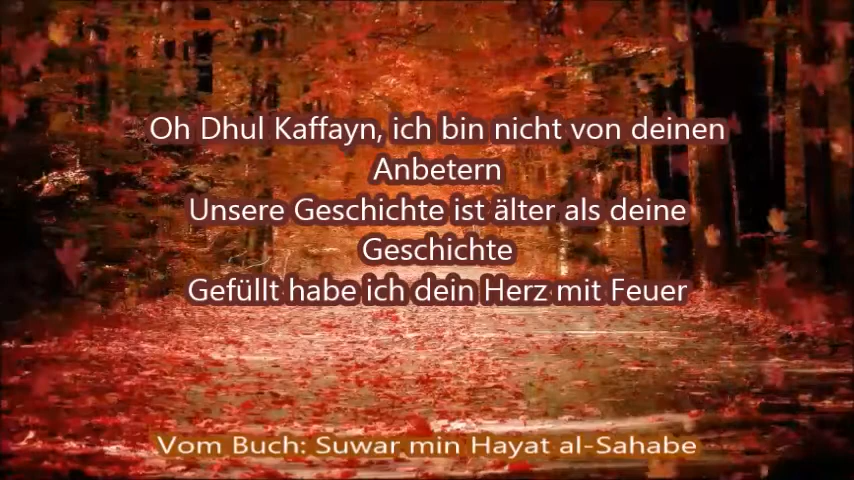 Oh Dhul Kaffayn, ich bin nicht von deinen
Anbetern
Unsere Geschichte ist älter als deine
Geschichte
Gefüllt habe ich dein Herz mit Feuer
Vom Buch: Suwar min Hayat al-Sahabe